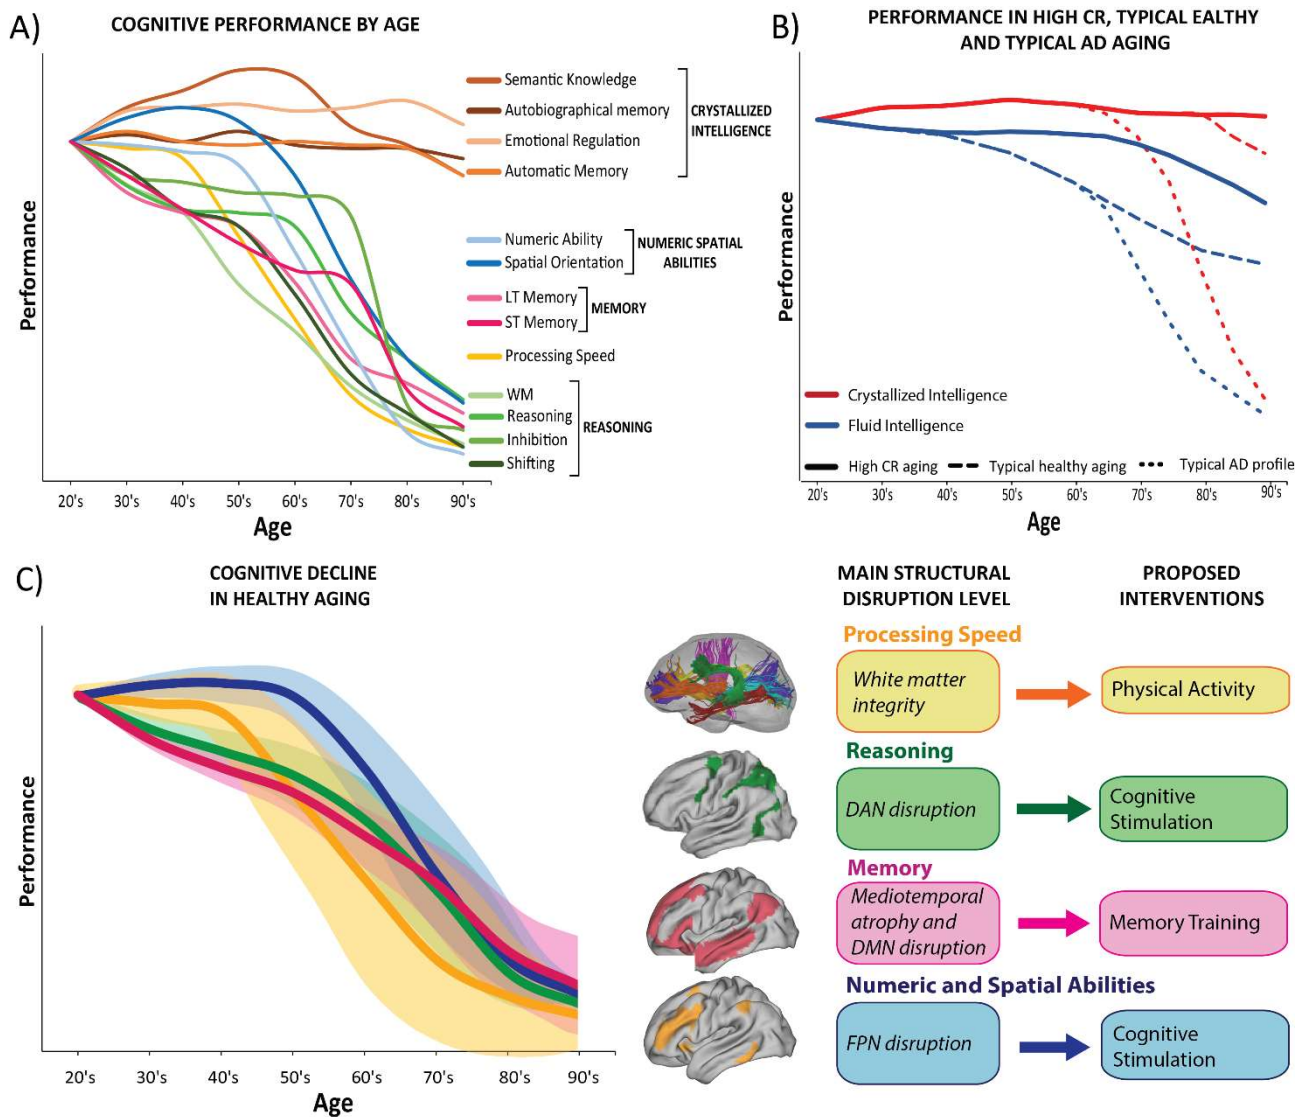 A)
COGNITIVE PERFORMANCE BY AGE
Performance
Semantic Knowledge
Autobiographical memory
Emotional Regulation
Automatic Memory
CRYSTALLIZED
INTELLIGENCE
Numeric Ability
Spatial Orientation
NUMERIC SPATIAL
ABILITIES
LT Memory
ST Memory
MEMORY
Processing Speed
WM
Reasoning
Inhibition
Shifting
REASONING
20's 30's 40's 50's 60's 70's 80's 90's
Age
B)
PERFORMANCE IN HIGH CR, TYPICAL EALTHY
AND TYPICAL AD AGING
Performance
Crystallized Intelligence
Fluid Intelligence
High CR aging Typical healthy aging Typical AD profile
20's 30's 40's 50's 60's 70's 80's 90's
Age
C)
COGNITIVE DECLINE
IN HEALTHY AGING
Performance
20's 30's 40's 50's 60's 70's 80's 90's
Age
MAIN STRUCTURAL
DISRUPTION LEVEL
PROPOSED
INTERVENTIONS
Processing Speed
White matter
integrity
Physical Activity
Reasoning
DAN disruption
Cognitive
Stimulation
Memory
Mediotemporal
atrophy and
DMN disruption
Memory Training
Numeric and Spatial Abilities
FPN disruption
Cognitive
Stimulation